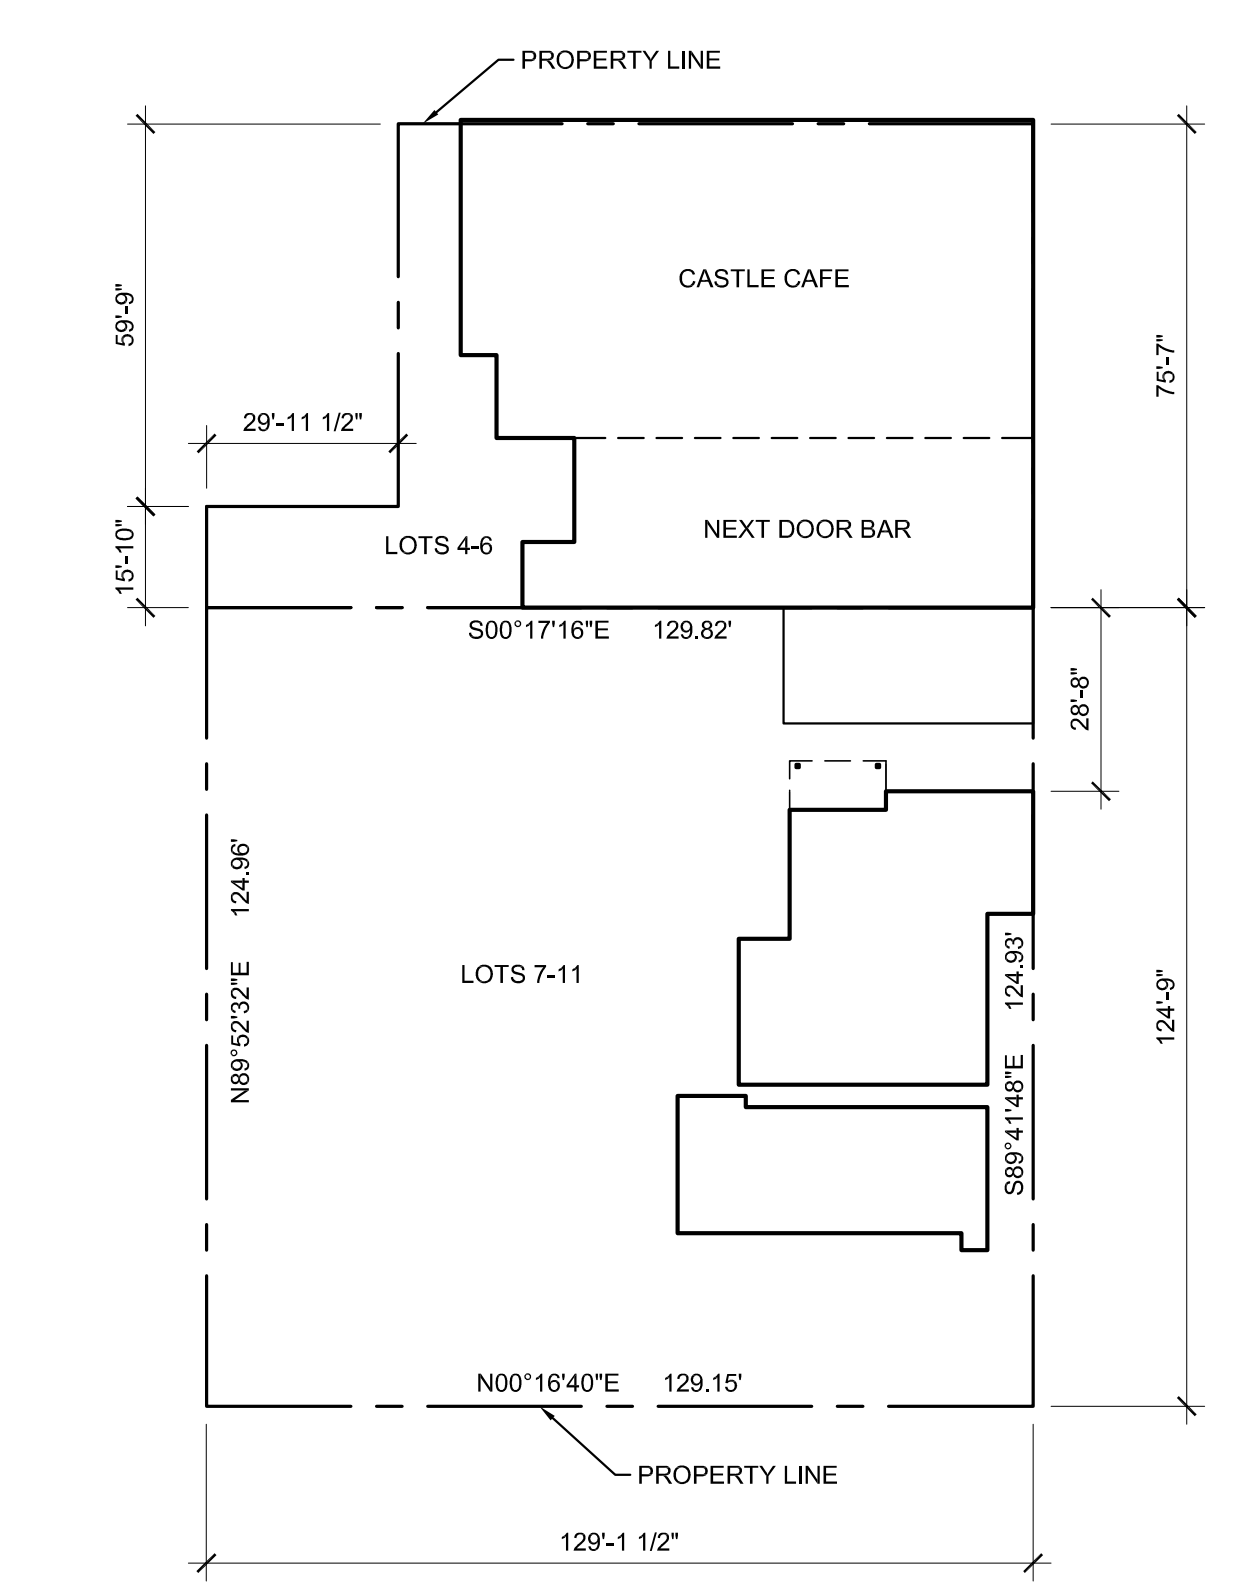 PROPERTY LINE
CASTLE CAFE
59'-9"
75'-7"
29'-11 1/2"
NEXT DOOR BAR
LOTS 4-6
15'-10"
S00°17'16"E 129.82'
28'-8"
N89°52'32"E 124.96'
LOTS 7-11
S89°41'48"E 124.93'
124'-9"
N00°16'40"E 129.15'
PROPERTY LINE
129'-1 1/2"